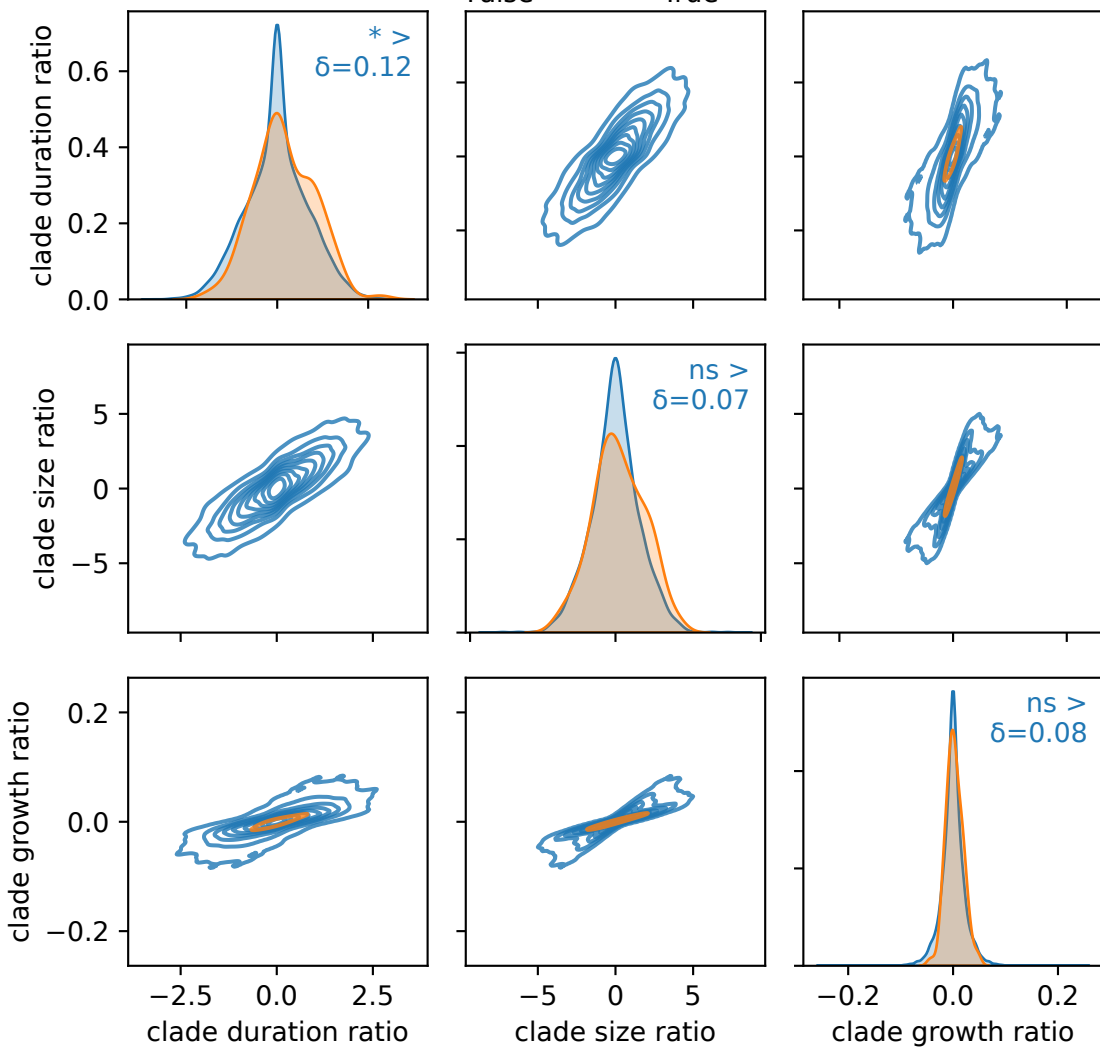 clade duration ratio
0.6
0.4
0.2
0.0
* >
δ=0.12
clade size ratio
5
0
−5
ns >
δ=0.07
clade growth ratio
0.2
0.0
−0.2
ns >
δ=0.08
−2.5 0.0 2.5
−5 0 5
−0.2 0.0 0.2
clade duration ratio
clade size ratio
clade growth ratio